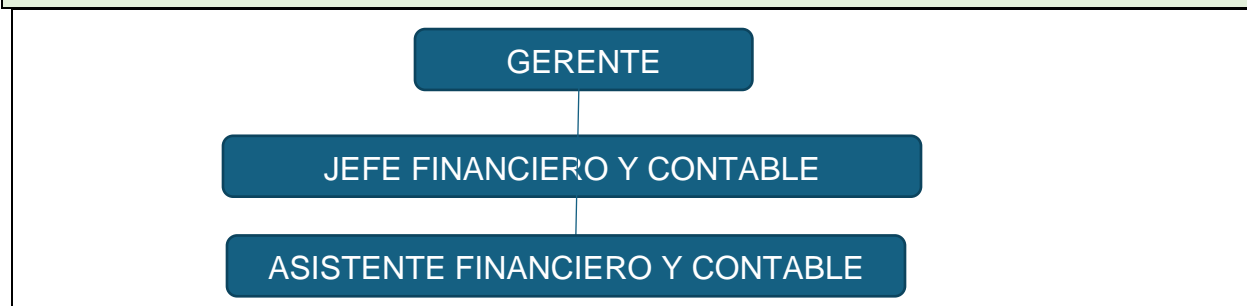 GERENTE
JEFE FINANCIERO Y CONTABLE
ASISTENTE FINANCIERO Y CONTABLE